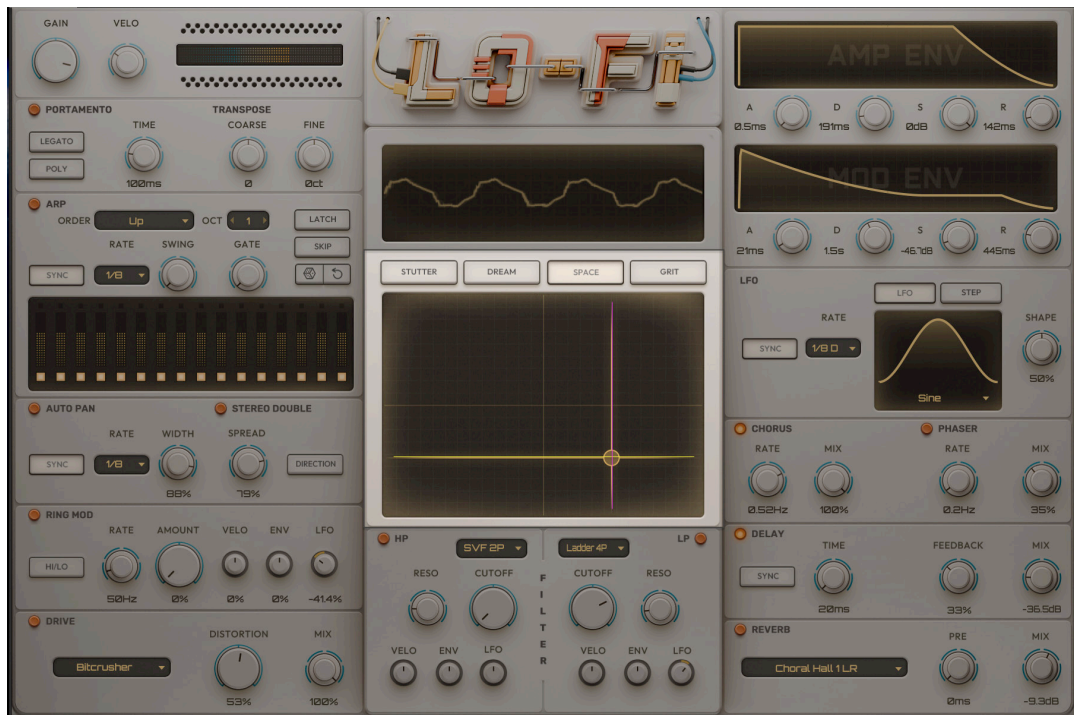 GAIN VELO
LO-FI
AMP ENV
A D S R
0.5ms 191ms 0dB 142ms
PORTAMENTO TRANSPOSE
LEGATO TIME COARSE FINE
POLY
100ms 0 0ct
MOD ENV
A D S R
21ms 1.5s -46.7dB 445ms
ARP
ORDER Up OCT 1 LATCH
RATE SWING GATE SKIP
SYNC 1/8
STUTTER DREAM SPACE GRIT
LFO
LFO STEP
RATE SHAPE
SYNC 1/8 D
50%
Sine
AUTO PAN STEREO DOUBLE
RATE WIDTH SPREAD
SYNC 1/8 DIRECTION
88% 79%
CHORUS PHASER
RATE MIX RATE MIX
0.52Hz 100% 0.2Hz 35%
RING MOD
RATE AMOUNT VELO ENV LFO
HI/LO
50Hz 0% 0% 0% -41.4%
HP SVF 2P Ladder 4P LP
RESO CUTOFF CUTOFF RESO
FILTER
VELO ENV LFO VELO ENV LFO
DELAY
TIME FEEDBACK MIX
SYNC
20ms 33% -36.5dB
DRIVE
DISTORTION MIX
Bitcrusher
53% 100%
REVERB
PRE MIX
Choral Hall 1 LR
0ms -9.3dB